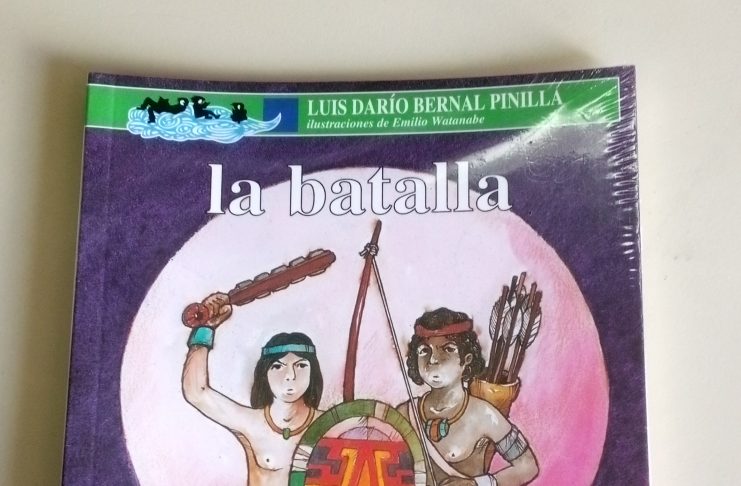 LUIS DARÍO BERNAL PINILLA
ilustraciones de Emilio Watanabe
la batalla